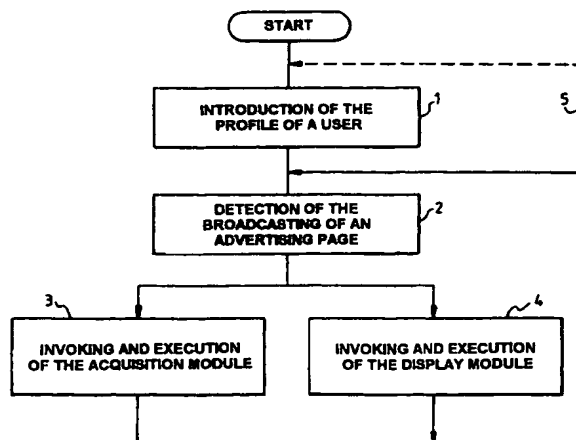 START
INTRODUCTION OF THE
PROFILE OF A USER
1
5
DETECTION OF THE
BROADCASTING OF AN
ADVERTISING PAGE
2
3
INVOKING AND EXECUTION
OF THE ACQUISITION MODULE
4
INVOKING AND EXECUTION
OF THE DISPLAY MODULE